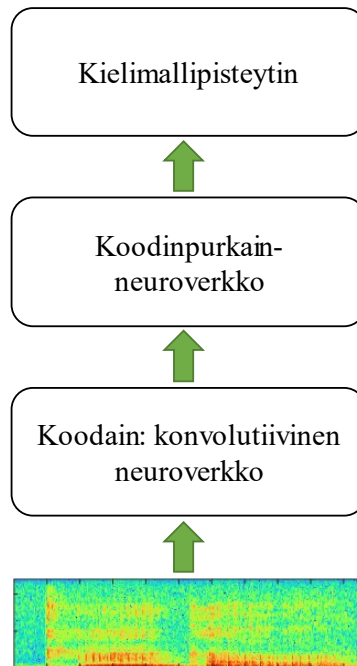 Kielimallipisteytin
Koodinpurkain-
neuroverkko
Koodain: konvolutiivinen
neuroverkko